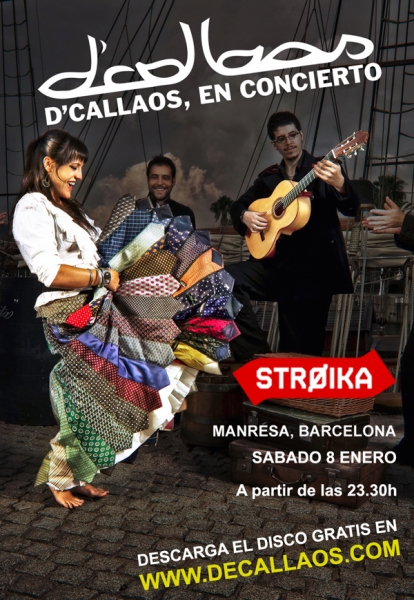 d'callaos
D'CALLAOS, EN CONCIERTO
STRØIKA
MANRESA, BARCELONA
SABADO 8 ENERO
A partir de las 23.30h
DESCARGA EL DISCO GRATIS EN
WWW.DECALLAOS.COM